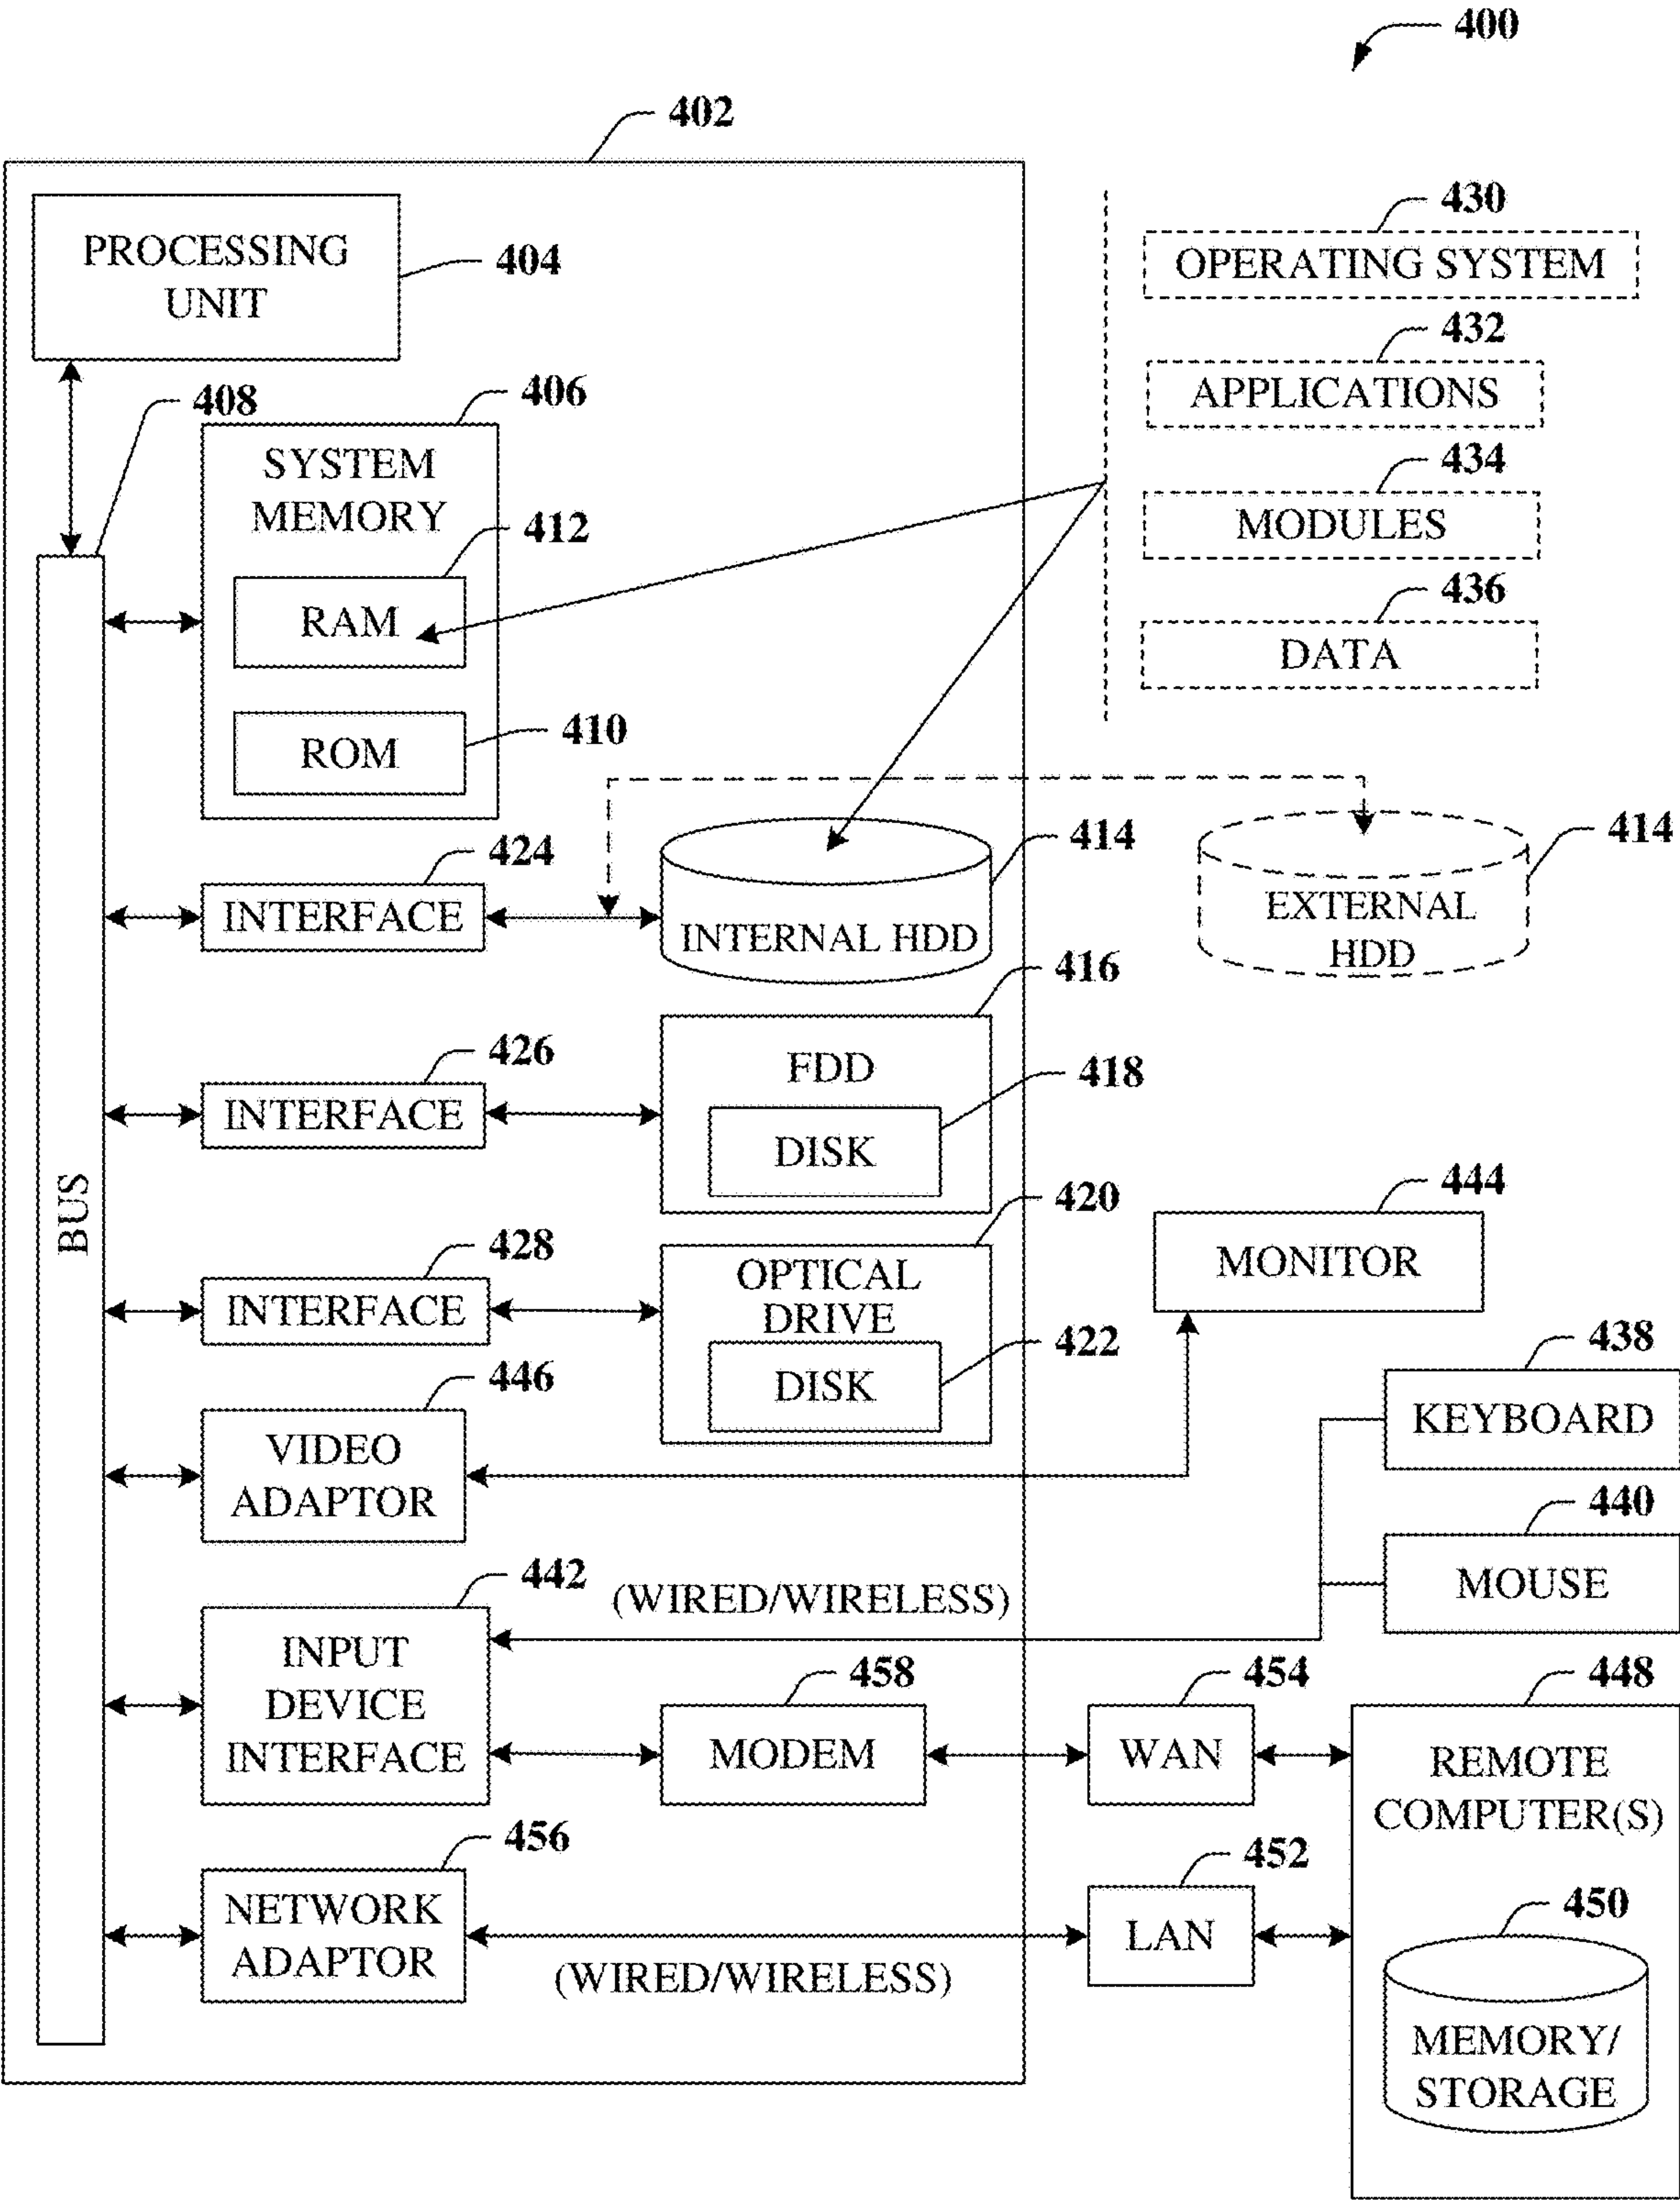 400
402
PROCESSING
UNIT
404
430
OPERATING SYSTEM
432
APPLICATIONS
434
MODULES
436
DATA
408
406
SYSTEM
MEMORY
412
RAM
410
ROM
BUS
424
INTERFACE
414
INTERNAL HDD
414
EXTERNAL
HDD
426
INTERFACE
416
FDD
418
DISK
428
INTERFACE
420
OPTICAL
DRIVE
422
DISK
444
MONITOR
446
VIDEO
ADAPTOR
438
KEYBOARD
440
MOUSE
442
INPUT
DEVICE
INTERFACE
(WIRED/WIRELESS)
458
MODEM
454
WAN
448
REMOTE
COMPUTER(S)
456
NETWORK
ADAPTOR
(WIRED/WIRELESS)
452
LAN
450
MEMORY/
STORAGE